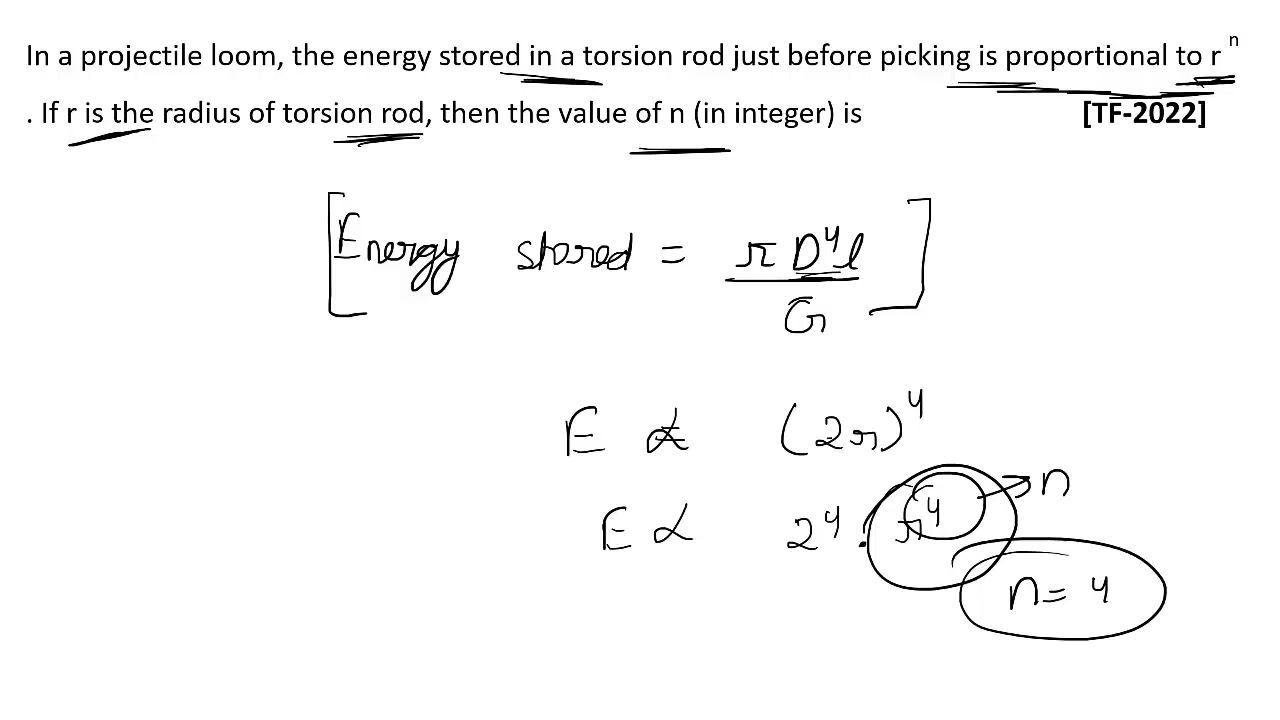 In a projectile loom, the energy stored in a torsion rod just before picking is proportional to r^n
. If r is the radius of torsion rod, then the value of n (in integer) is [TF-2022]
[Energy stored = π D⁴ l / G]
E ∝ (2r)⁴
E ∝ 2⁴ . r⁴ → n
n = 4